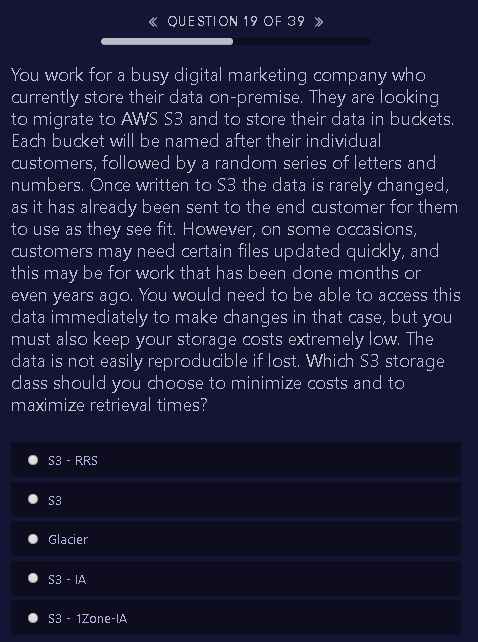 « QUESTION 19 OF 39 »
You work for a busy digital marketing company who
currently store their data on-premise. They are looking
to migrate to AWS S3 and to store their data in buckets.
Each bucket will be named after their individual
customers, followed by a random series of letters and
numbers. Once written to S3 the data is rarely changed,
as it has already been sent to the end customer for them
to use as they see fit. However, on some occasions,
customers may need certain files updated quickly, and
this may be for work that has been done months or
even years ago. You would need to be able to access this
data immediately to make changes in that case, but you
must also keep your storage costs extremely low. The
data is not easily reproducible if lost. Which S3 storage
class should you choose to minimize costs and to
maximize retrieval times?
S3 - RRS
S3
Glacier
S3 - IA
S3 - 1Zone-IA